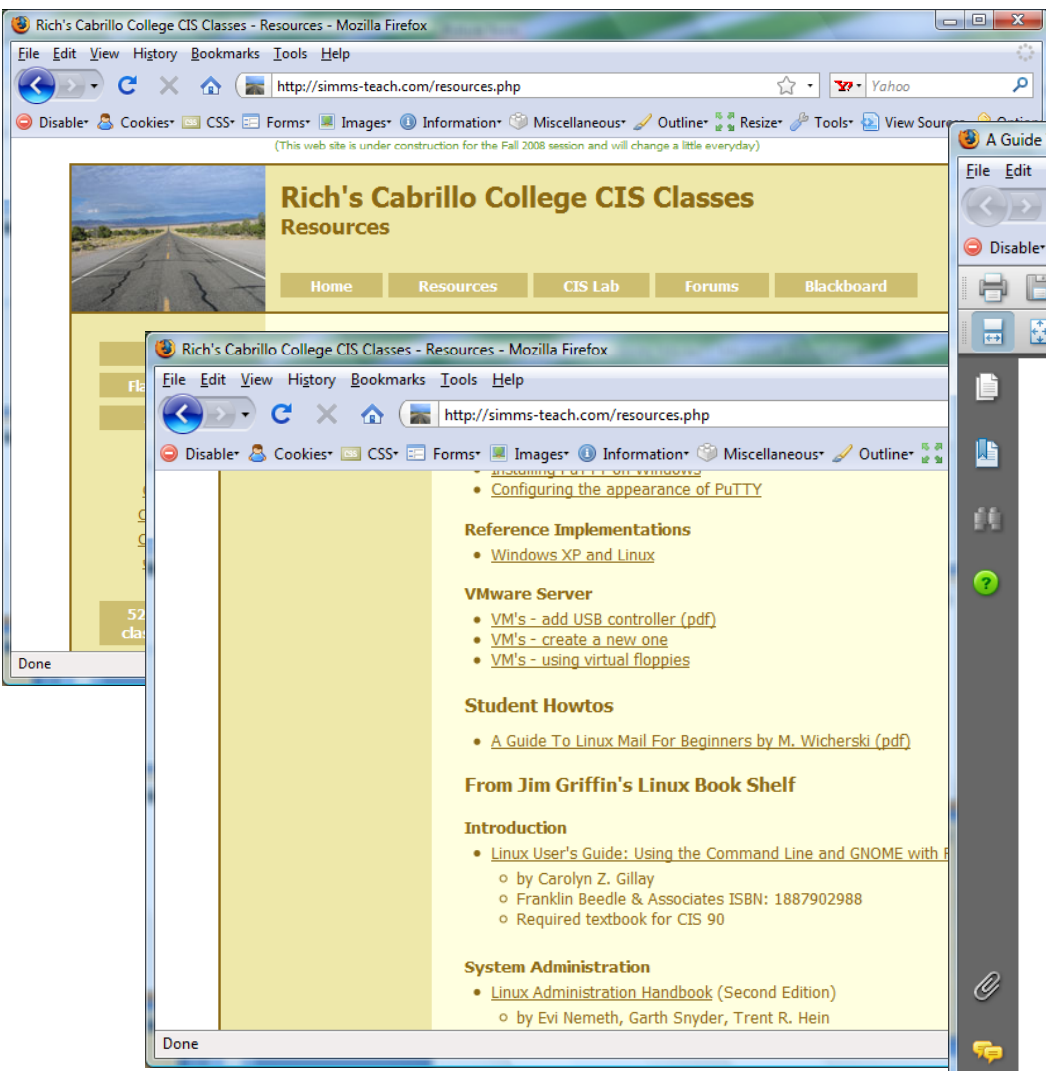 Rich's Cabrillo College CIS Classes - Resources - Mozilla Firefox
File Edit View History Bookmarks Tools Help
http://simms-teach.com/resources.php
Yahoo
Disable Cookies CSS Forms Images Information Miscellaneous Outline Resize Tools View Source
(This web site is under construction for the Fall 2008 session and will change a little everyday)
Rich's Cabrillo College CIS Classes
Resources
Home Resources CIS Lab Forums Blackboard
52
Done
A Guide
File Edit
Disable
Rich's Cabrillo College CIS Classes - Resources - Mozilla Firefox
File Edit View History Bookmarks Tools Help
http://simms-teach.com/resources.php
Disable Cookies CSS Forms Images Information Miscellaneous Outline
Installing PuTTY on Windows
• Configuring the appearance of PuTTY
Reference Implementations
• Windows XP and Linux
VMware Server
• VM's - add USB controller (pdf)
• VM's - create a new one
• VM's - using virtual floppies
Student Howtos
• A Guide To Linux Mail For Beginners by M. Wicherski (pdf)
From Jim Griffin's Linux Book Shelf
Introduction
• Linux User's Guide: Using the Command Line and GNOME with
by Carolyn Z. Gillay
Franklin Beedle & Associates ISBN: 1887902988
Required textbook for CIS 90
System Administration
• Linux Administration Handbook (Second Edition)
by Evi Nemeth, Garth Snyder, Trent R. Hein
Done